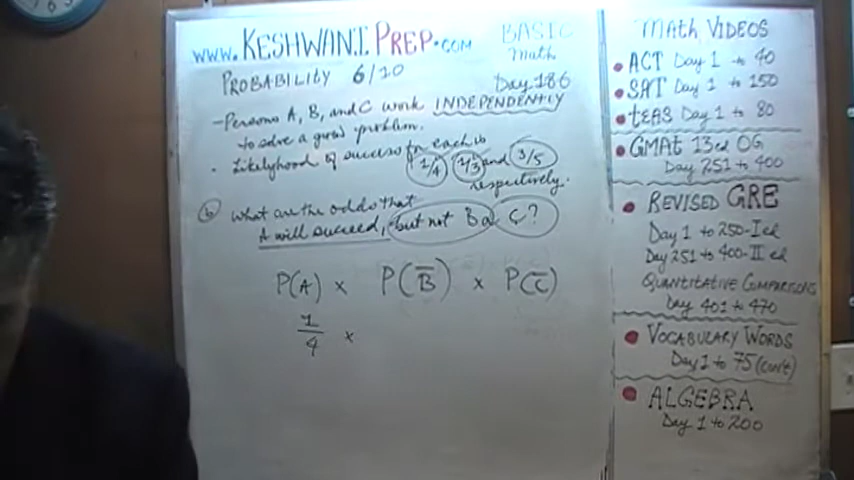 www.KESHWANIPREP.COM
BASIC
Math
PROBABILITY 6/10
Day 186
- Persons A, B, and C work INDEPENDENTLY
to solve a given problem.
• Likelyhood of success for each is
1/4, 1/3 and 3/5
respectively.
(b) What are the odds that
A will succeed, but not B or C?
P(A) × P(B̅) × P(C̅)
1/4 ×
Math VIDEOS
• ACT Day 1 to 40
• SAT Day 1 to 150
• tEAS Day 1 to 80
• GMAT 13ed OG
Day 251 to 400
• REVISED GRE
Day 1 to 250-Ied
Day 251 to 400-II ed
QUANTITATIVE COMPARISONS
Day 401 to 470
• VOCABULARY WORDS
Day 1 to 75 (cont)
• ALGEBRA
Day 1 to 200